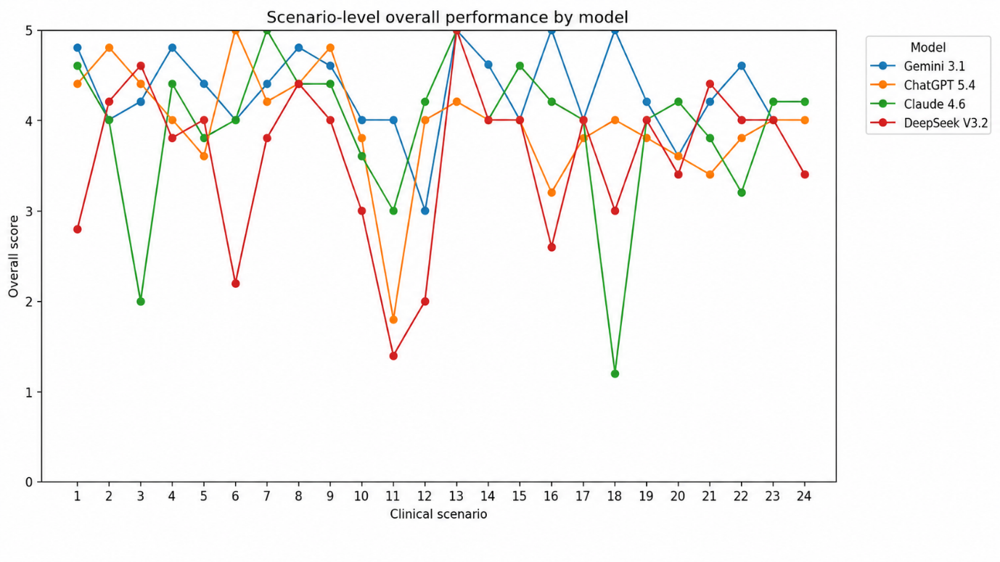 Scenario-level overall performance by model
Model
Gemini 3.1
ChatGPT 5.4
Claude 4.6
DeepSeek V3.2
Overall score
5
4
3
2
1
0
1 2 3 4 5 6 7 8 9 10 11 12 13 14 15 16 17 18 19 20 21 22 23 24
Clinical scenario